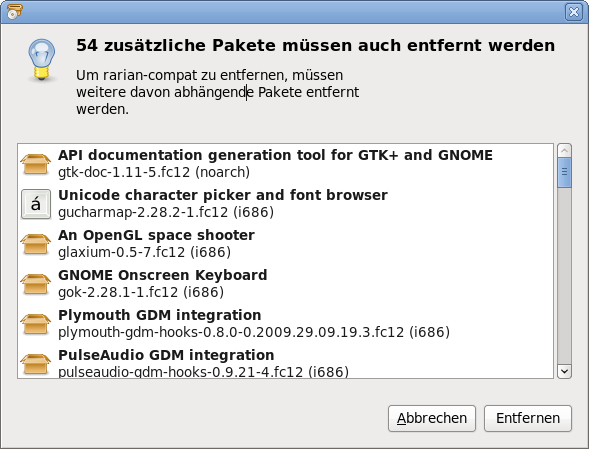 54 zusätzliche Pakete müssen auch entfernt werden
Um rarian-compat zu entfernen, müssen
weitere davon abhängende Pakete entfernt
werden.
API documentation generation tool for GTK+ and GNOME
gtk-doc-1.11-5.fc12 (noarch)
á
Unicode character picker and font browser
gucharmap-2.28.2-1.fc12 (i686)
An OpenGL space shooter
glaxium-0.5-7.fc12 (i686)
GNOME Onscreen Keyboard
gok-2.28.1-1.fc12 (i686)
Plymouth GDM integration
plymouth-gdm-hooks-0.8.0-0.2009.29.09.19.3.fc12 (i686)
PulseAudio GDM integration
pulseaudio-gdm-hooks-0.9.21-4.fc12 (i686)
Abbrechen
Entfernen